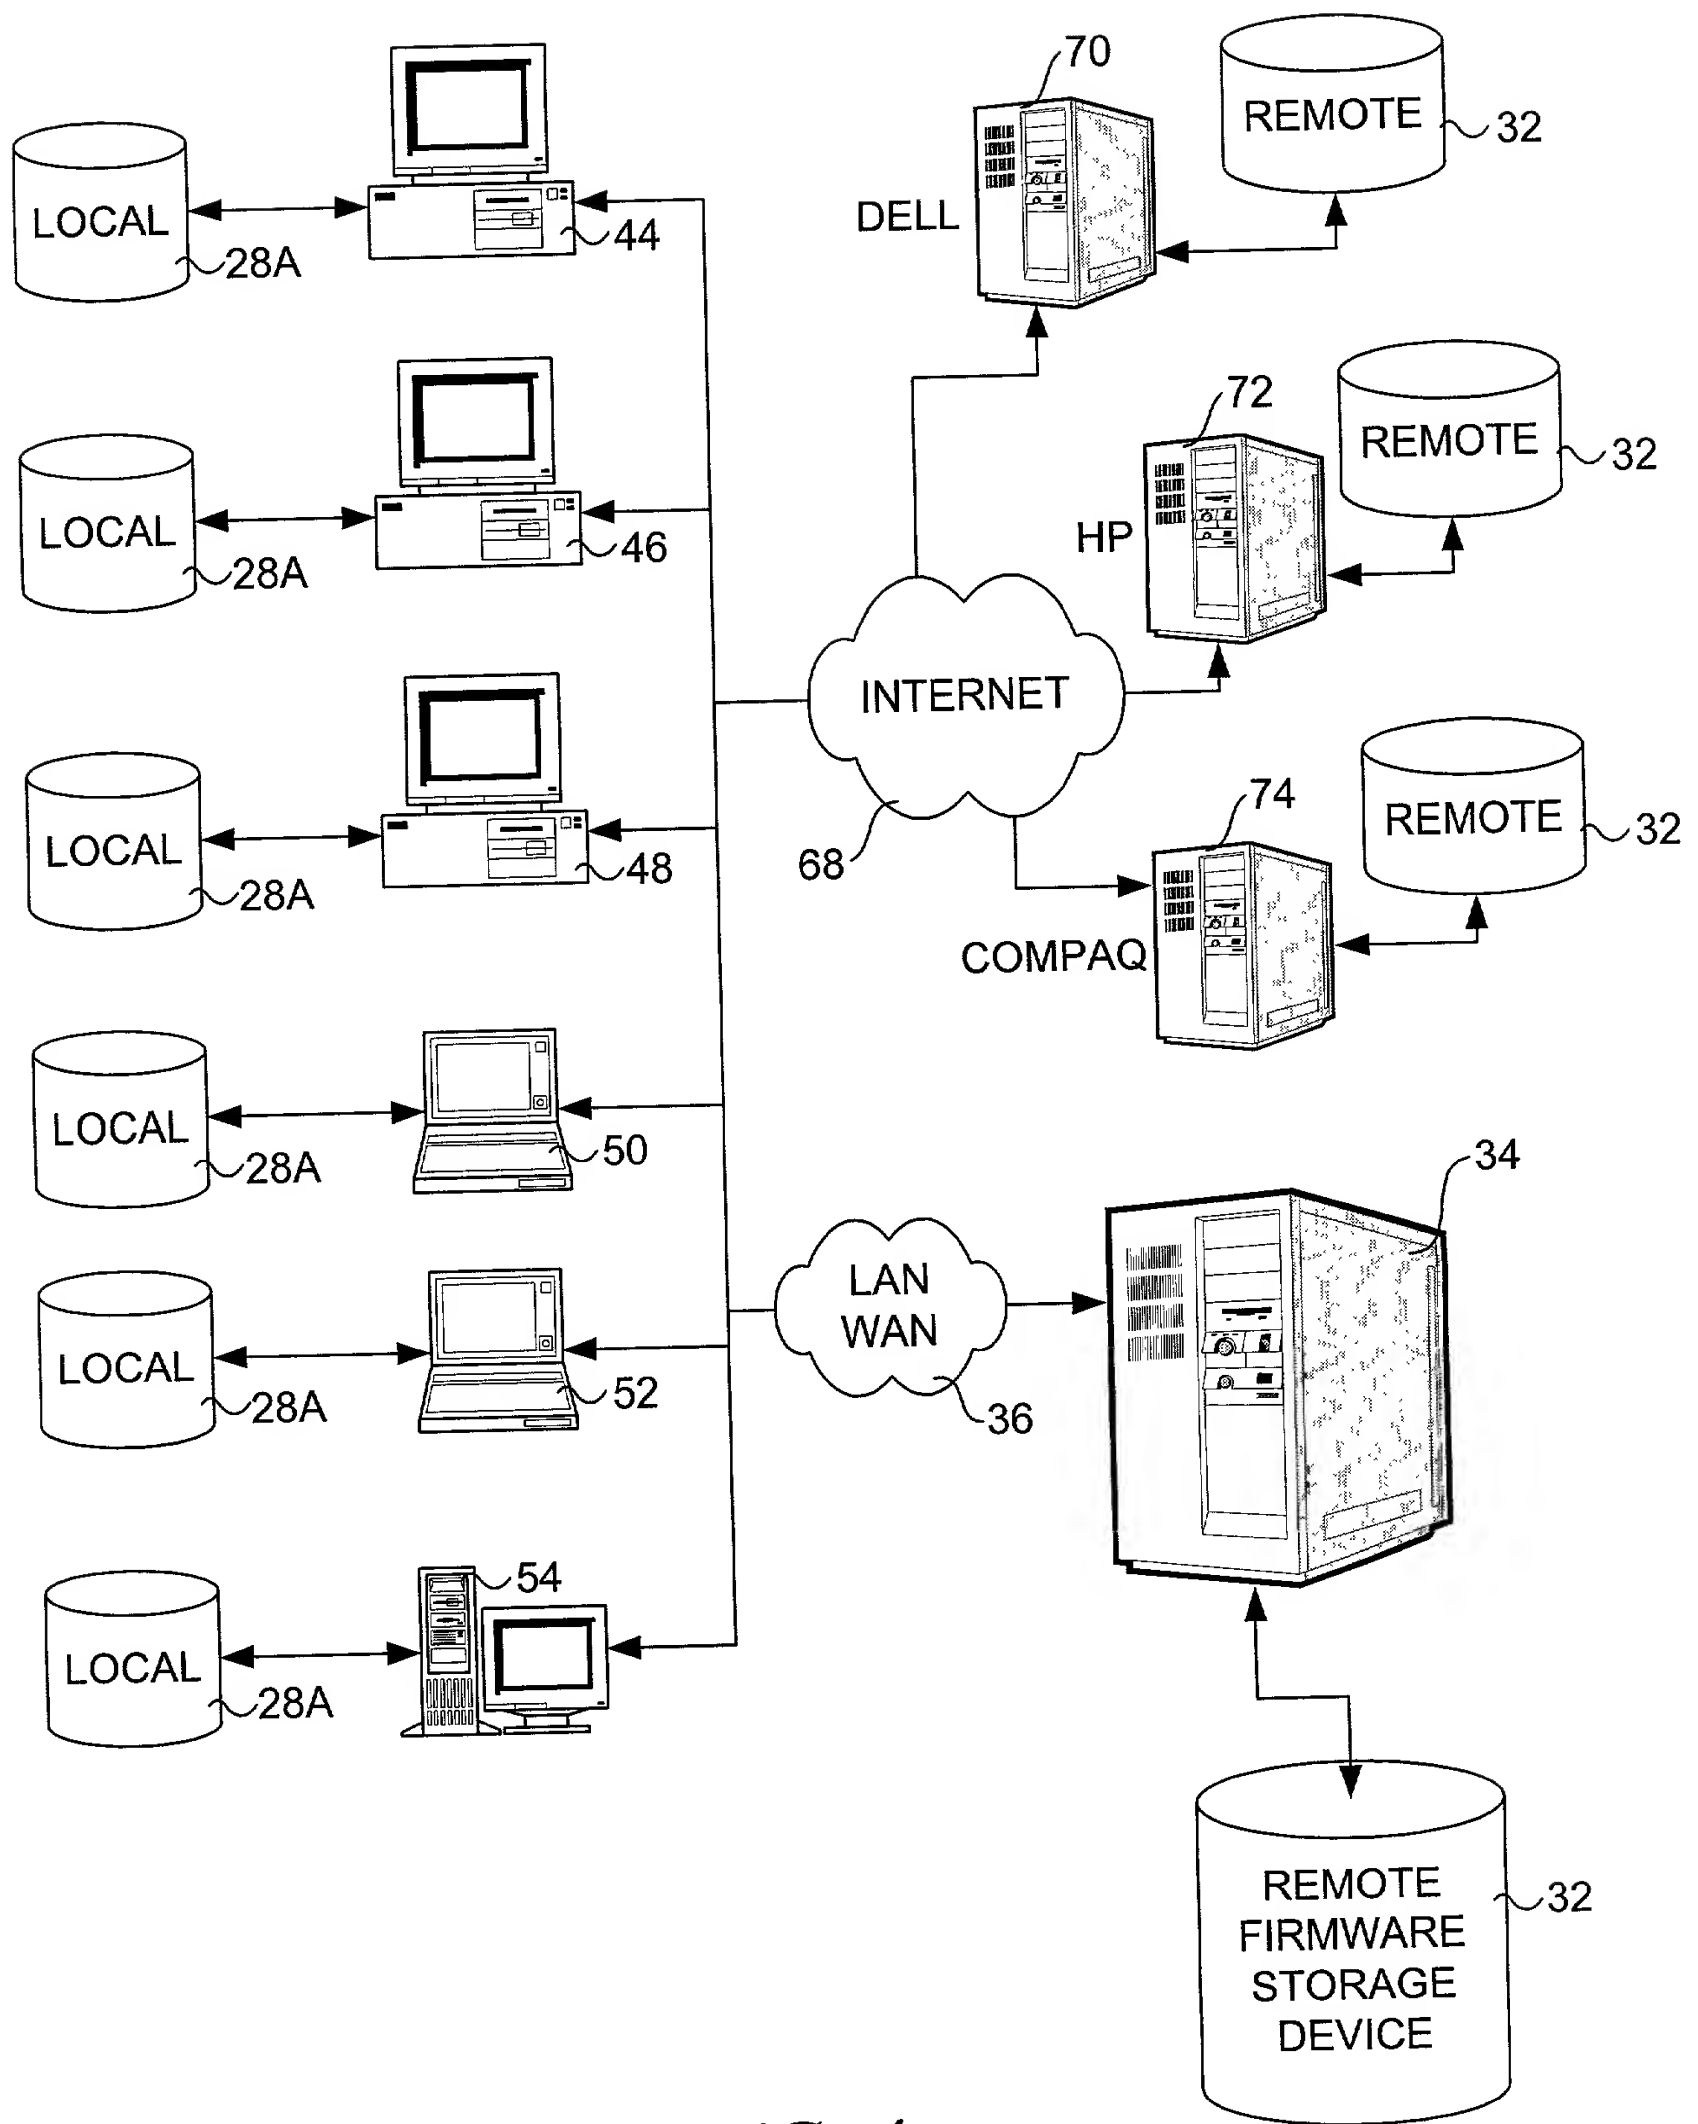 70
REMOTE
32
LOCAL
28A
44
DELL
72
REMOTE
32
LOCAL
28A
46
HP
INTERNET
68
74
REMOTE
32
LOCAL
28A
48
COMPAQ
LOCAL
28A
50
34
LAN
WAN
36
LOCAL
28A
52
54
LOCAL
28A
REMOTE
FIRMWARE
STORAGE
DEVICE
32